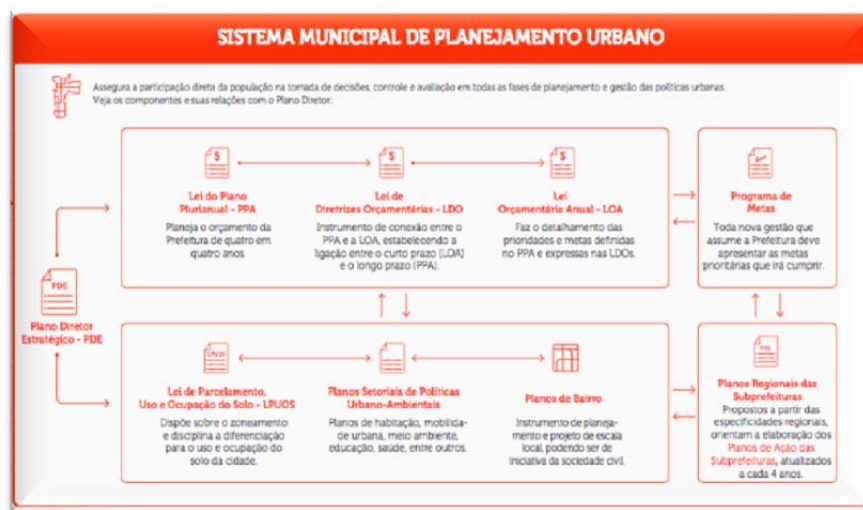 SISTEMA MUNICIPAL DE PLANEJAMENTO URBANO
Assegura a participação direta da população na tomada de decisões, controle e avaliação em todas as fases de planejamento e gestão das políticas urbanas.
Veja os componentes e suas relações com o Plano Diretor:
$
Lei do Plano
Plurianual - PPA
Planeja o orçamento da
Prefeitura de quatro em
quatro anos.
$
Lei de
Diretrizes Orçamentárias - LDO
Instrumento de conexão entre o
PPA e a LOA, estabelecendo a
ligação entre o curto prazo (LOA)
e o longo prazo (PPA).
$
Lei
Orçamentária Anual - LOA
Faz o detalhamento das
prioridades e metas definidas
no PPA e expressas nas LDOs.
Programa de
Metas
Toda nova gestão que
assume a Prefeitura deve
apresentar as metas
prioritárias que irá cumprir.
PDE
Plano Diretor
Estratégico - PDE
LPUOS
Lei de Parcelamento,
Uso e Ocupação do Solo - LPUOS
Dispõe sobre o zoneamento
e disciplina a diferenciação
para o uso e ocupação do
solo da cidade.
Planos Setoriais de Políticas
Urbano-Ambientais
Planos de habitação, mobilida-
de urbana, meio ambiente,
educação, saúde, entre outros.
Planos de Bairro
Instrumento de planeja-
mento e projeto de escala
local, podendo ser de
iniciativa da sociedade civil.
Planos Regionais das
Subprefeituras
Propostos a partir das
especificidades regionais,
orientam a elaboração dos
Planos de Ação das
Subprefeituras, atualizados
a cada 4 anos.